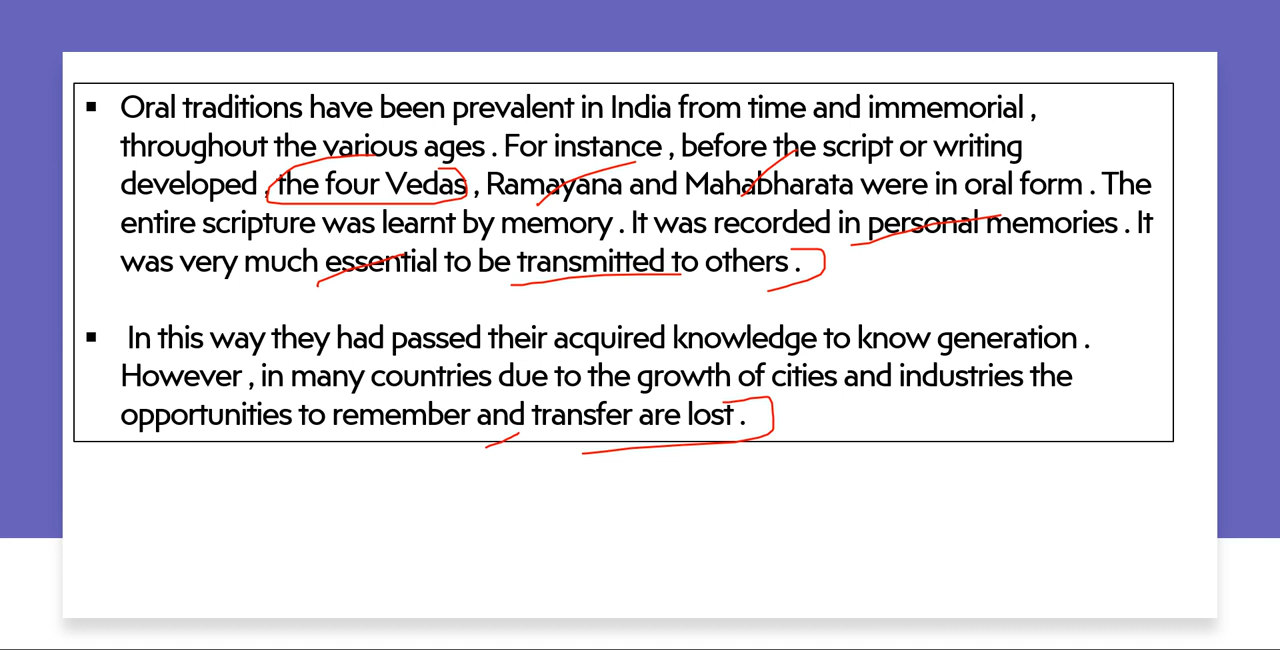 ▪ Oral traditions have been prevalent in India from time and immemorial ,
throughout the various ages . For instance , before the script or writing
developed , the four Vedas , Ramayana and Mahabharata were in oral form . The
entire scripture was learnt by memory . It was recorded in personal memories . It
was very much essential to be transmitted to others .
▪ In this way they had passed their acquired knowledge to know generation .
However , in many countries due to the growth of cities and industries the
opportunities to remember and transfer are lost .